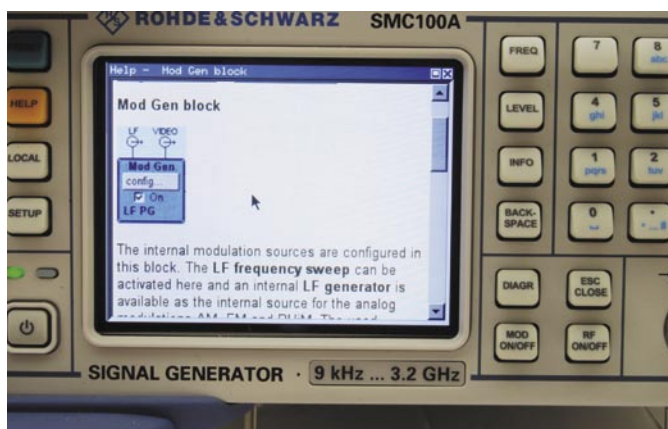 ROHDE&SCHWARZ SMC100A
Help - Mod Gen block
Mod Gen block
LF VIDEO
Mod Gen
config...
On
LF PG
The internal modulation sources are configured in
this block. The LF frequency sweep can be
activated here and an internal LF generator is
available as the internal source for the analog
HELP
LOCAL
SETUP
FREQ
LEVEL
INFO
BACK-
SPACE
DIAGR
ESC
CLOSE
MOD
ON/OFF
RF
ON/OFF
7
8
abc
4
ghi
5
jkl
1
pqrs
2
tuv
0
SIGNAL GENERATOR · 9 kHz ... 3.2 GHz